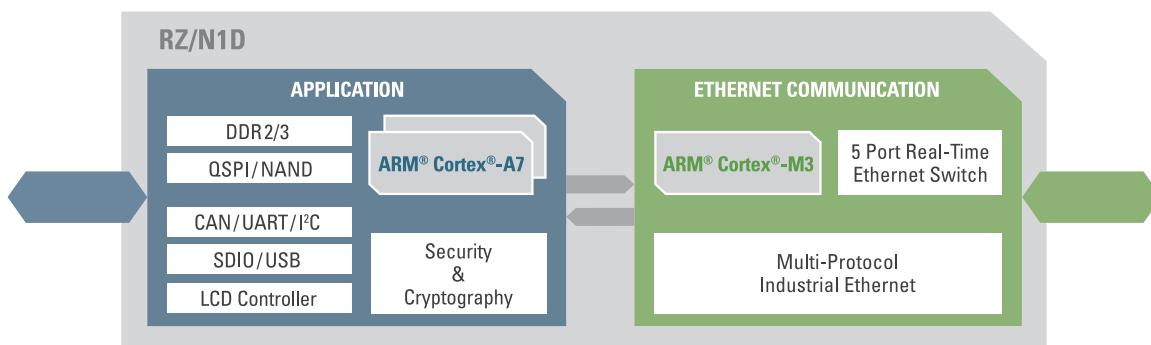 RZ/N1D
APPLICATION
DDR2/3
QSPI/NAND
CAN/UART/I²C
SDIO/USB
LCD Controller
ARM® Cortex®-A7
Security
&
Cryptography
ETHERNET COMMUNICATION
ARM® Cortex®-M3
5 Port Real-Time
Ethernet Switch
Multi-Protocol
Industrial Ethernet